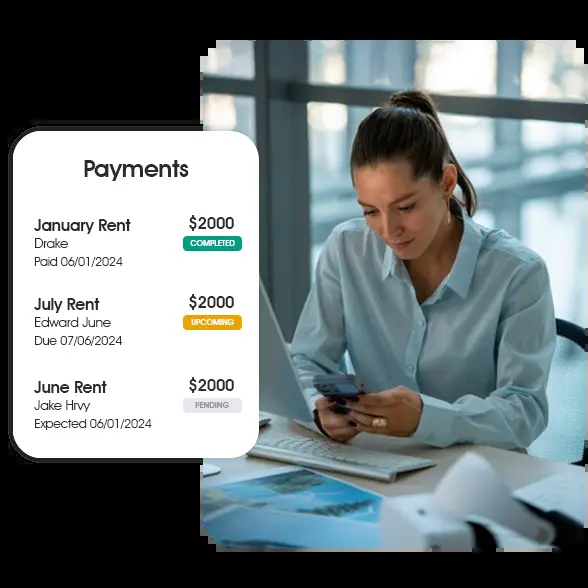 Payments
January Rent $2000
Drake COMPLETED
Paid 06/01/2024
July Rent $2000
Edward June UPCOMING
Due 07/06/2024
June Rent $2000
Jake Hrvy PENDING
Expected 06/01/2024